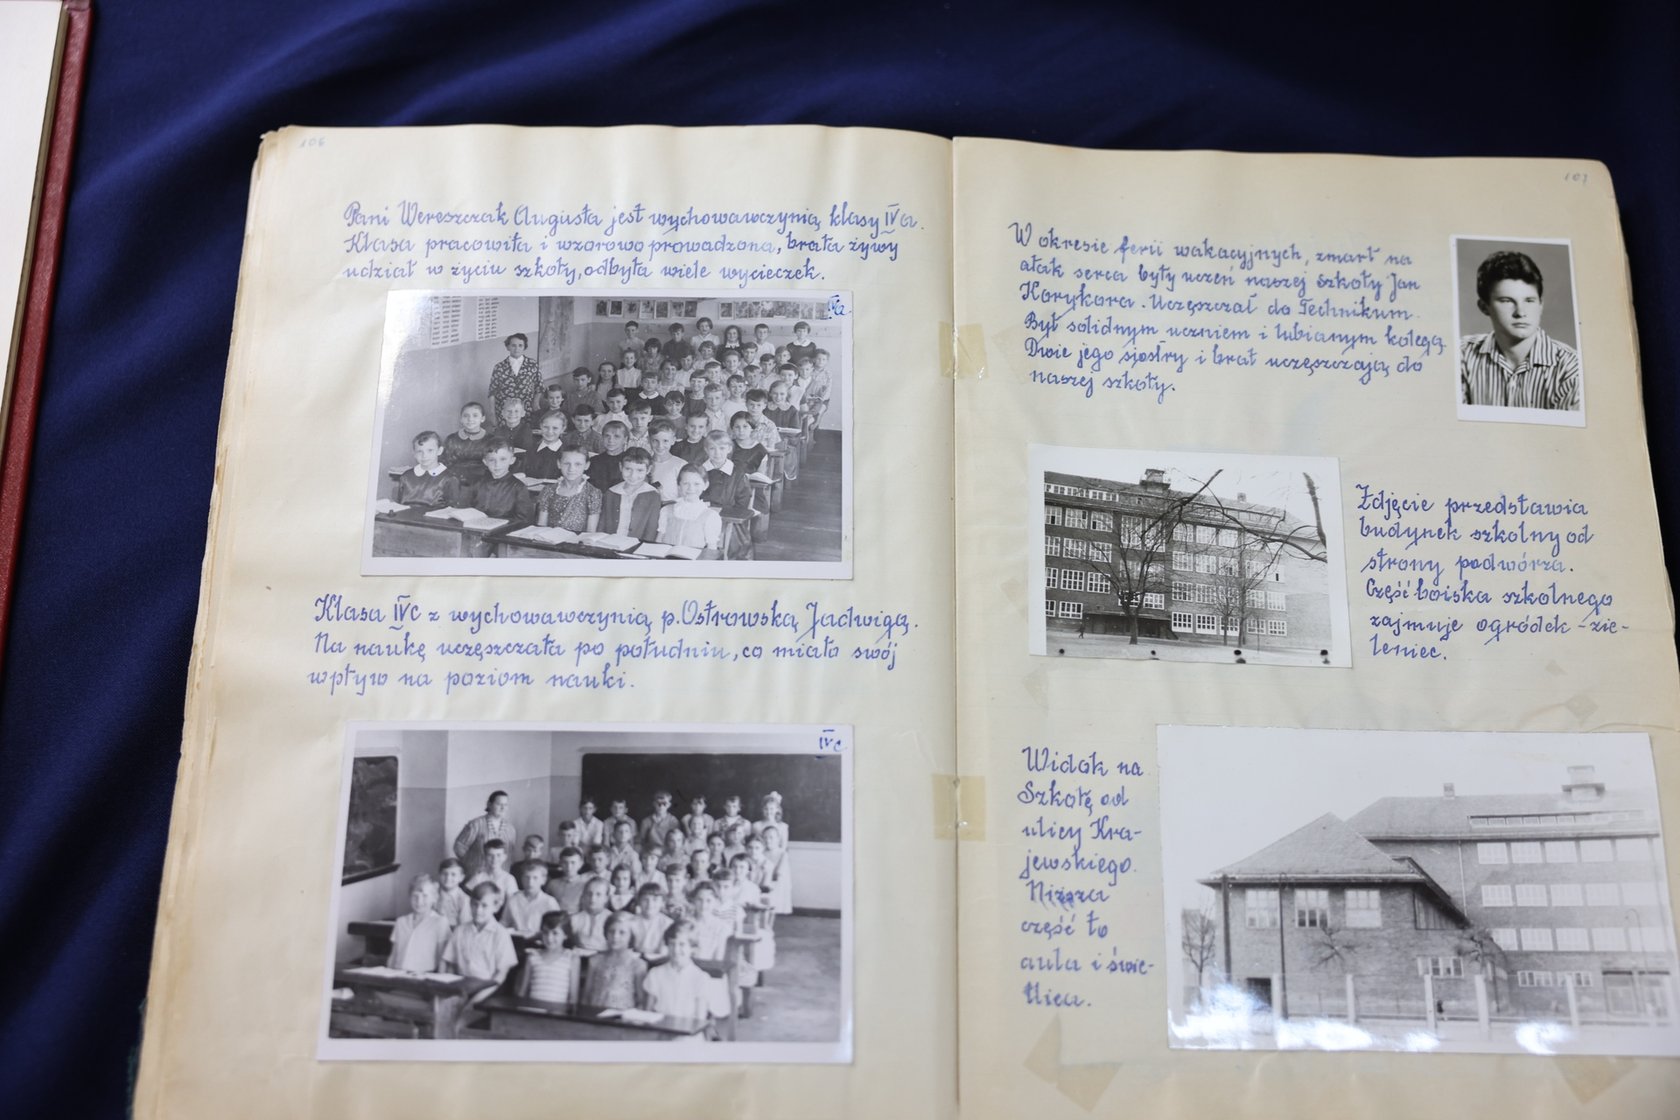 106
Pani Wereszczak Augusta jest wychowawczynią klasy IVa.
Klasa pracowita i wzorowo prowadzona, brała żywy
udział w życiu szkoły, odbyła wiele wycieczek.
IVa.
Klasa IVc z wychowawczynią p. Ostrowską Jadwigą.
Na naukę uczęszczała po południu, co miało swój
wpływ na poziom nauki.
IVc
107
W okresie ferii wakacyjnych, zmarł na
atak serca były uczeń naszej szkoły Jan
Korykora. Uczęszczał do Technikum.
Był solidnym uczniem i lubianym kolegą
Dwie jego siostry i brat uczęszczają do
naszej szkoły.
Zdjęcie przedstawia
budynek szkolny od
strony podwórza.
Część boiska szkolnego
zajmuje ogródek-zie-
leniec.
Widok na
Szkołę od
ulicy Kra-
jewskiego.
Niższa
część to
aula i świe-
tlica.